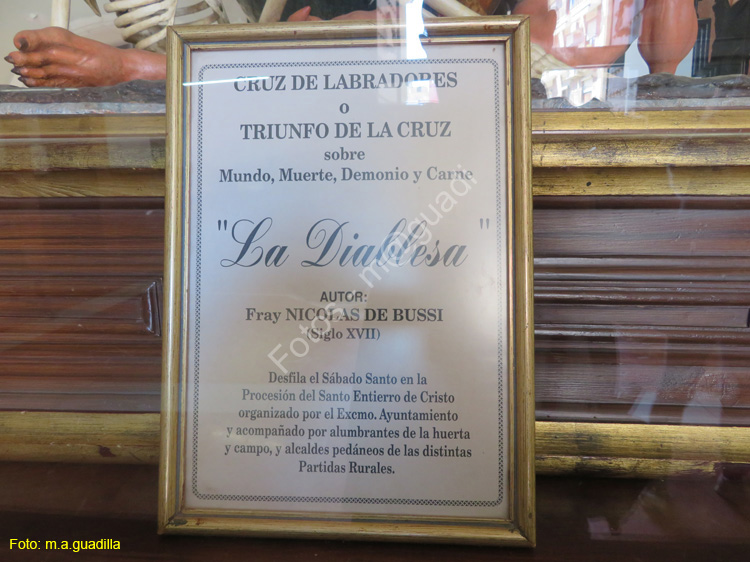 CRUZ DE LABRADORES
o
TRIUNFO DE LA CRUZ
sobre
Mundo, Muerte, Demonio y Carne
"La Diablesa"
AUTOR:
Fray NICOLAS DE BUSSI
(Siglo XVII)
Desfila el Sábado Santo en la
Procesión del Santo Entierro de Cristo
organizado por el Excmo. Ayuntamiento
y acompañado por alumbrantes de la huerta
y campo, y alcaldes pedáneos de las distintas
Partidas Rurales.
Fotos - m.a.guadi
Foto: m.a.guadilla